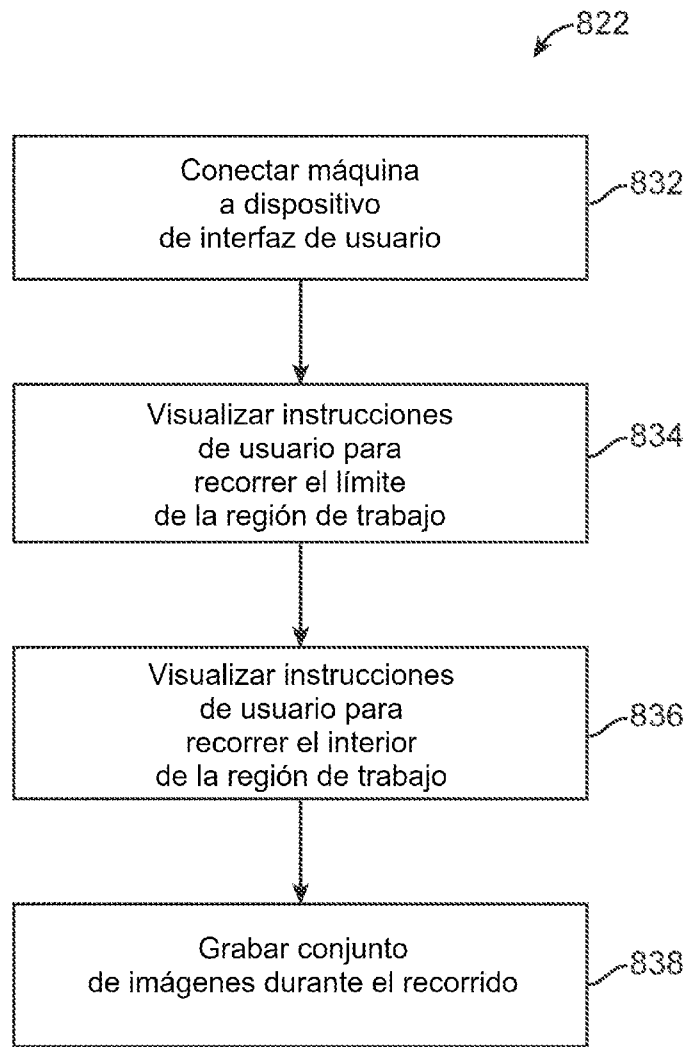 822
Conectar máquina
a dispositivo
de interfaz de usuario
832
Visualizar instrucciones
de usuario para
recorrer el límite
de la región de trabajo
834
Visualizar instrucciones
de usuario para
recorrer el interior
de la región de trabajo
836
Grabar conjunto
de imágenes durante el recorrido
838